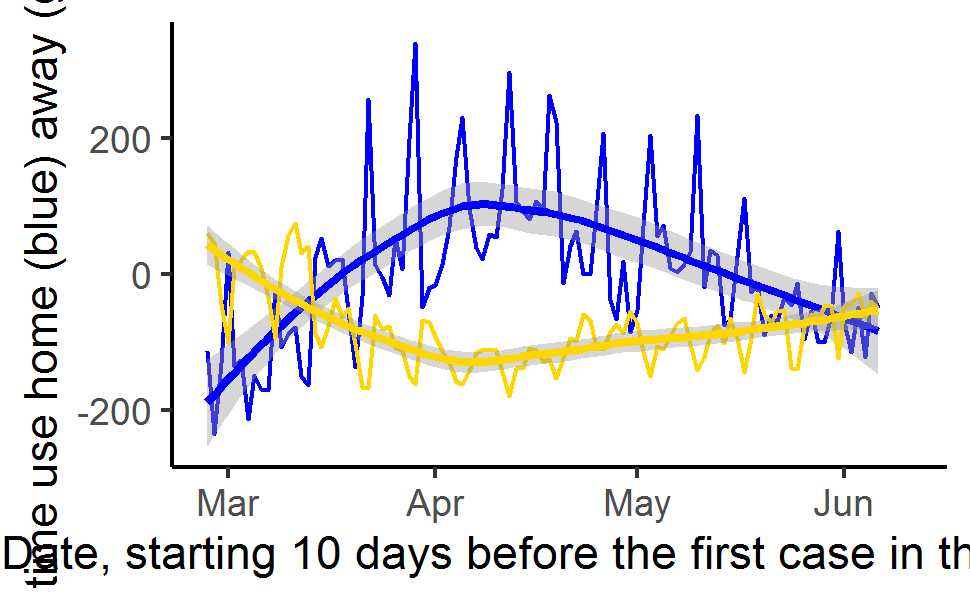 time use home (blue) away (
200
0
-200
Mar Apr May Jun
Date, starting 10 days before the first case in th